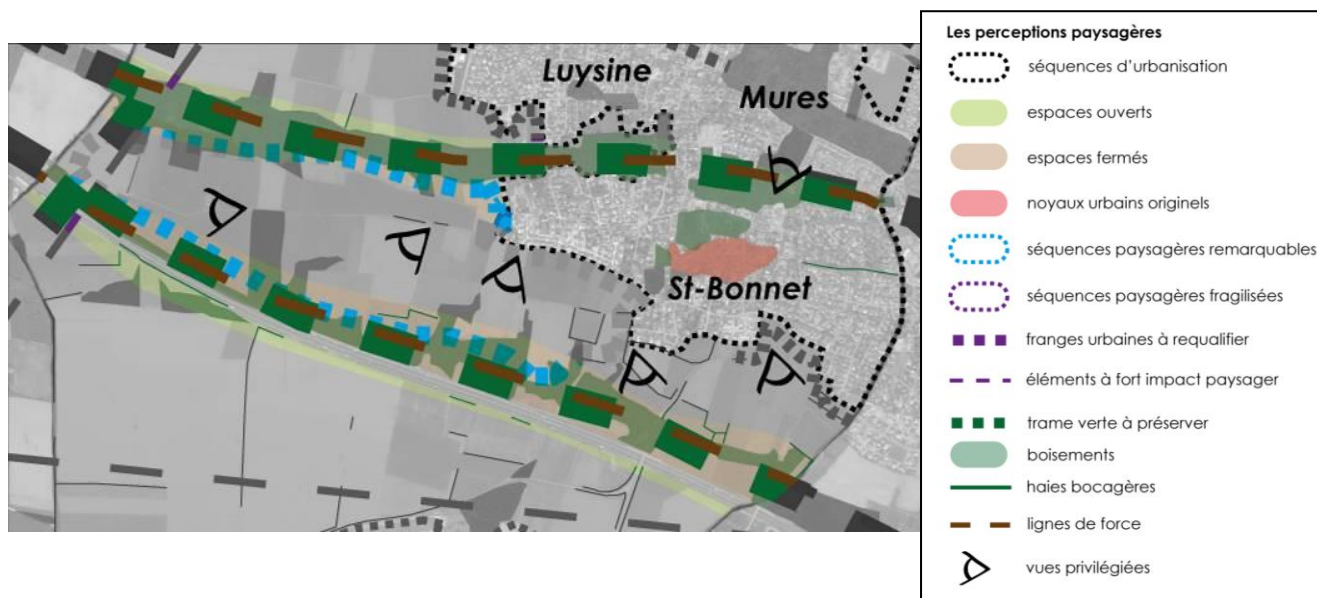 Luysine
Mures
St-Bonnet
Les perceptions paysagères
séquences d'urbanisation
espaces ouverts
espaces fermés
noyaux urbains originels
séquences paysagères remarquables
séquences paysagères fragilisées
franges urbaines à requalifier
éléments à fort impact paysager
trame verte à préserver
boisements
haies bocagères
lignes de force
vues privilégiées